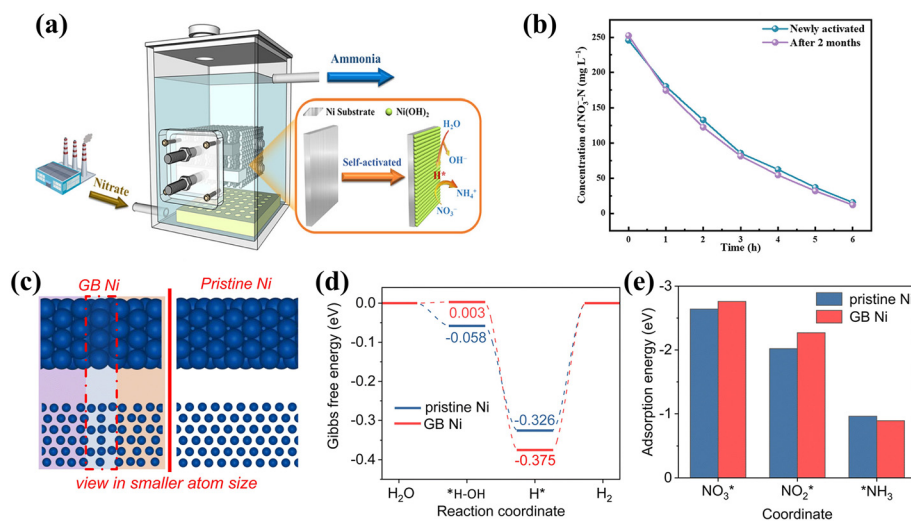 (a)
Ammonia
Ni Substrate
Ni(OH)₂
H₂O
Self-activated
OH⁻
H*
NH₄⁺
NO₃⁻
Nitrate
(b)
Concentration of NO₃⁻-N (mg L⁻¹)
250
200
150
100
50
0
Newly activated
After 2 months
0 1 2 3 4 5 6
Time (h)
(c)
GB Ni
Pristine Ni
view in smaller atom size
(d)
Gibbs free energy (eV)
0.0
-0.1
-0.2
-0.3
-0.4
0.003
-0.058
-0.326
-0.375
pristine Ni
GB Ni
H₂O *H-OH H* H₂
Reaction coordinate
(e)
Adsorption energy (eV)
-3
-2
-1
0
pristine Ni
GB Ni
NO₃* NO₂* *NH₃
Coordinate